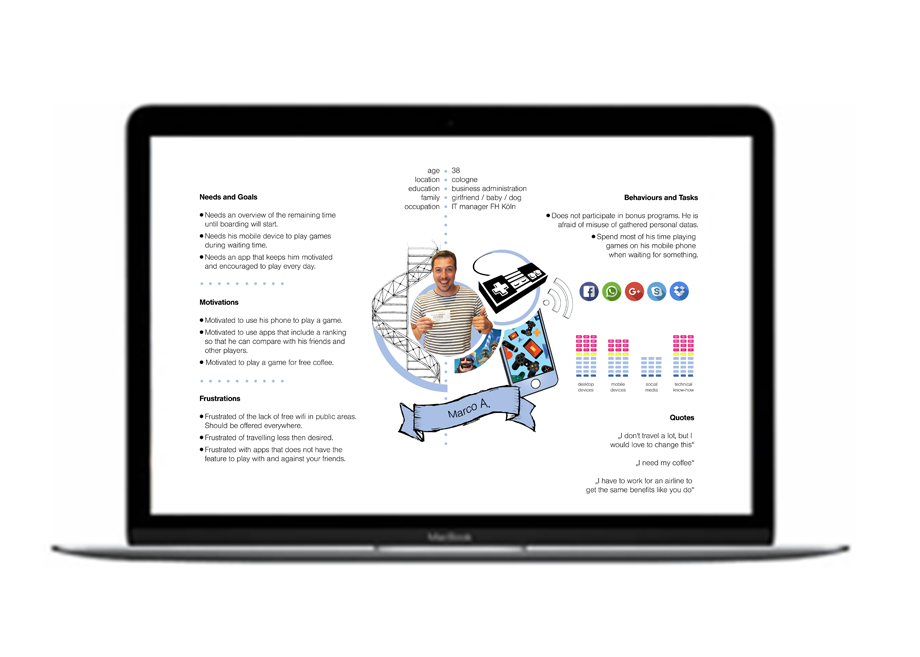 age 38
location cologne
education business administration
family girlfriend / baby / dog
occupation IT manager FH Köln
Needs and Goals
Needs an overview of the remaining time
until boarding will start.
Needs his mobile device to play games
during waiting time.
Needs an app that keeps him motivated
and encouraged to play every day.
Motivations
Motivated to use his phone to play a game.
Motivated to use apps that include a ranking
so that he can compare with his friends and
other players.
Motivated to play a game for free coffee.
Frustrations
Frustrated of the lack of free wifi in public areas.
Should be offered everywhere.
Frustrated of travelling less then desired.
Frustrated with apps that does not have the
feature to play with and against your friends.
Marco A.
Behaviours and Tasks
Does not participate in bonus programs. He is
afraid of misuse of gathered personal datas.
Spend most of his time playing
games on his mobile phone
when waiting for something.
desktop devices
mobile devices
social media
technical know-how
Quotes
„I don't travel a lot, but I
would love to change this“
„I need my coffee“
„I have to work for an airline to
get the same benefits like you do“
MacBook